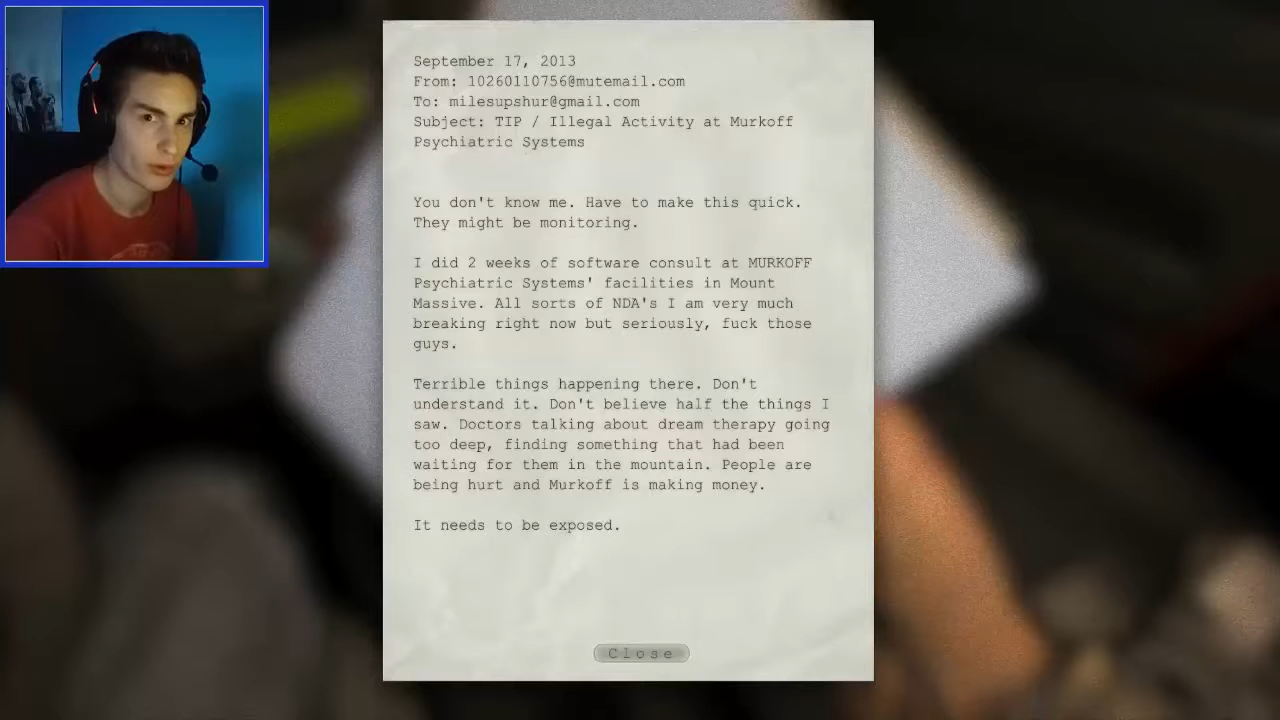 September 17, 2013
From: 10260110756@mutemail.com
To: milesupshur@gmail.com
Subject: TIP / Illegal Activity at Murkoff
Psychiatric Systems
You don't know me. Have to make this quick.
They might be monitoring.
I did 2 weeks of software consult at MURKOFF
Psychiatric Systems' facilities in Mount
Massive. All sorts of NDA's I am very much
breaking right now but seriously, fuck those
guys.
Terrible things happening there. Don't
understand it. Don't believe half the things I
saw. Doctors talking about dream therapy going
too deep, finding something that had been
waiting for them in the mountain. People are
being hurt and Murkoff is making money.
It needs to be exposed.
Close